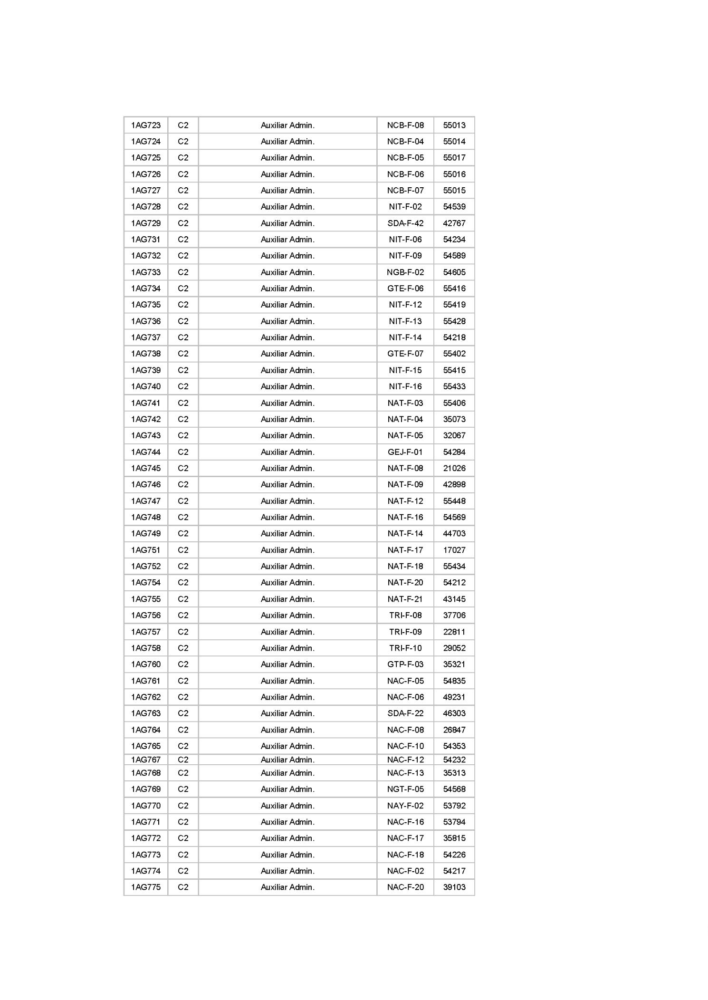 1AG723 C2 Auxiliar Admin. NCB-F-08 55013
1AG724 C2 Auxiliar Admin. NCB-F-04 55014
1AG725 C2 Auxiliar Admin. NCB-F-05 55017
1AG726 C2 Auxiliar Admin. NCB-F-06 55016
1AG727 C2 Auxiliar Admin. NCB-F-07 55015
1AG728 C2 Auxiliar Admin. NIT-F-02 54539
1AG729 C2 Auxiliar Admin. SDA-F-42 42767
1AG731 C2 Auxiliar Admin. NIT-F-06 54234
1AG732 C2 Auxiliar Admin. NIT-F-09 54589
1AG733 C2 Auxiliar Admin. NGB-F-02 54605
1AG734 C2 Auxiliar Admin. GTE-F-06 55416
1AG735 C2 Auxiliar Admin. NIT-F-12 55419
1AG736 C2 Auxiliar Admin. NIT-F-13 55428
1AG737 C2 Auxiliar Admin. NIT-F-14 54218
1AG738 C2 Auxiliar Admin. GTE-F-07 55402
1AG739 C2 Auxiliar Admin. NIT-F-15 55415
1AG740 C2 Auxiliar Admin. NIT-F-16 55433
1AG741 C2 Auxiliar Admin. NAT-F-03 55406
1AG742 C2 Auxiliar Admin. NAT-F-04 35073
1AG743 C2 Auxiliar Admin. NAT-F-05 32067
1AG744 C2 Auxiliar Admin. GEJ-F-01 54284
1AG745 C2 Auxiliar Admin. NAT-F-08 21026
1AG746 C2 Auxiliar Admin. NAT-F-09 42898
1AG747 C2 Auxiliar Admin. NAT-F-12 55448
1AG748 C2 Auxiliar Admin. NAT-F-16 54569
1AG749 C2 Auxiliar Admin. NAT-F-14 44703
1AG751 C2 Auxiliar Admin. NAT-F-17 17027
1AG752 C2 Auxiliar Admin. NAT-F-18 55434
1AG754 C2 Auxiliar Admin. NAT-F-20 54212
1AG755 C2 Auxiliar Admin. NAT-F-21 43145
1AG756 C2 Auxiliar Admin. TRI-F-08 37706
1AG757 C2 Auxiliar Admin. TRI-F-09 22811
1AG758 C2 Auxiliar Admin. TRI-F-10 29052
1AG760 C2 Auxiliar Admin. GTP-F-03 35321
1AG761 C2 Auxiliar Admin. NAC-F-05 54835
1AG762 C2 Auxiliar Admin. NAC-F-06 49231
1AG763 C2 Auxiliar Admin. SDA-F-22 46303
1AG764 C2 Auxiliar Admin. NAC-F-08 26847
1AG765 C2 Auxiliar Admin. NAC-F-10 54353
1AG767 C2 Auxiliar Admin. NAC-F-12 54232
1AG768 C2 Auxiliar Admin. NAC-F-13 35313
1AG769 C2 Auxiliar Admin. NGT-F-05 54568
1AG770 C2 Auxiliar Admin. NAY-F-02 53792
1AG771 C2 Auxiliar Admin. NAC-F-16 53794
1AG772 C2 Auxiliar Admin. NAC-F-17 35815
1AG773 C2 Auxiliar Admin. NAC-F-18 54226
1AG774 C2 Auxiliar Admin. NAC-F-02 54217
1AG775 C2 Auxiliar Admin. NAC-F-20 39103